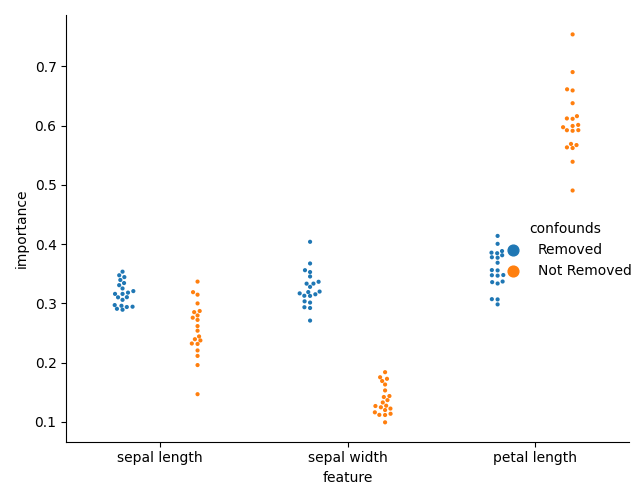 0.7
0.6
0.5
0.4
0.3
0.2
0.1
importance
sepal length
sepal width
petal length
feature
confounds
Removed
Not Removed